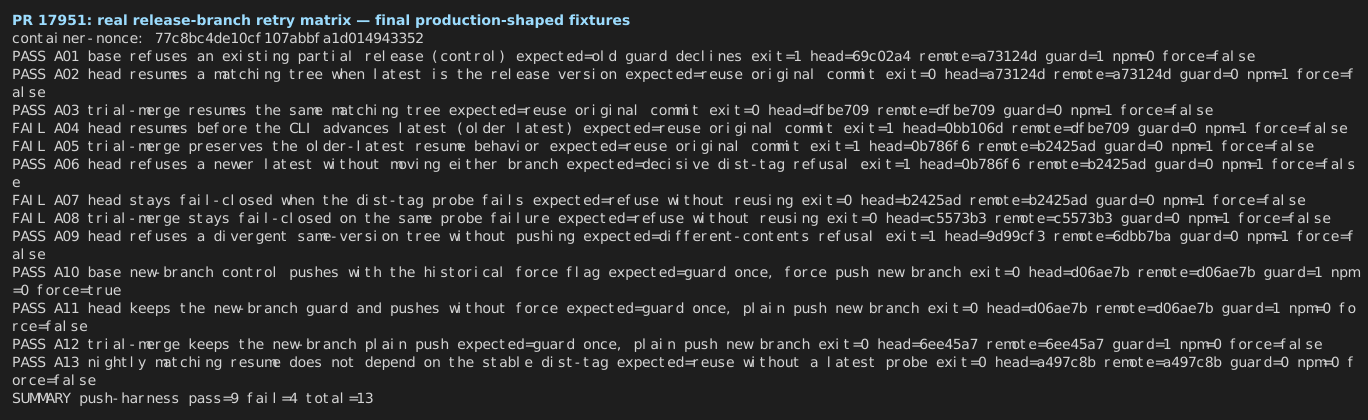 PR 17951: real release-branch retry matrix — final production-shaped fixtures
container-nonce: 77c8bc4de10cf107abbfa1d014943352
PASS A01 base refuses an existing partial release (control) expected=old guard declines exit=1 head=69c02a4 remote=a73124d guard=1 npm=0 force=false
PASS A02 head resumes a matching tree when latest is the release version expected=reuse original commit exit=0 head=a73124d remote=a73124d guard=0 npm=1 force=f
alse
PASS A03 trial-merge resumes the same matching tree expected=reuse original commit exit=0 head=dfbe709 remote=dfbe709 guard=0 npm=1 force=false
FAIL A04 head resumes before the CLI advances latest (older latest) expected=reuse original commit exit=1 head=0bb106d remote=dfbe709 guard=0 npm=1 force=false
FAIL A05 trial-merge preserves the older-latest resume behavior expected=reuse original commit exit=1 head=0b786f6 remote=b2425ad guard=0 npm=1 force=false
PASS A06 head refuses a newer latest without moving either branch expected=decisive dist-tag refusal exit=1 head=0b786f6 remote=b2425ad guard=0 npm=1 force=fals
e
FAIL A07 head stays fail-closed when the dist-tag probe fails expected=refuse without reusing exit=0 head=b2425ad remote=b2425ad guard=0 npm=1 force=false
FAIL A08 trial-merge stays fail-closed on the same probe failure expected=refuse without reusing exit=0 head=c5573b3 remote=c5573b3 guard=0 npm=1 force=false
PASS A09 head refuses a divergent same-version tree without pushing expected=different-contents refusal exit=1 head=9d99cf3 remote=6dbb7ba guard=0 npm=1 force=f
alse
PASS A10 base new-branch control pushes with the historical force flag expected=guard once, force push new branch exit=0 head=d06ae7b remote=d06ae7b guard=1 npm
=0 force=true
PASS A11 head keeps the new-branch guard and pushes without force expected=guard once, plain push new branch exit=0 head=d06ae7b remote=d06ae7b guard=1 npm=0 fo
rce=false
PASS A12 trial-merge keeps the new-branch plain push expected=guard once, plain push new branch exit=0 head=6ee45a7 remote=6ee45a7 guard=1 npm=0 force=false
PASS A13 nightly matching resume does not depend on the stable dist-tag expected=reuse without a latest probe exit=0 head=a497c8b remote=a497c8b guard=0 npm=0 f
orce=false
SUMMARY push-harness pass=9 fail=4 total=13